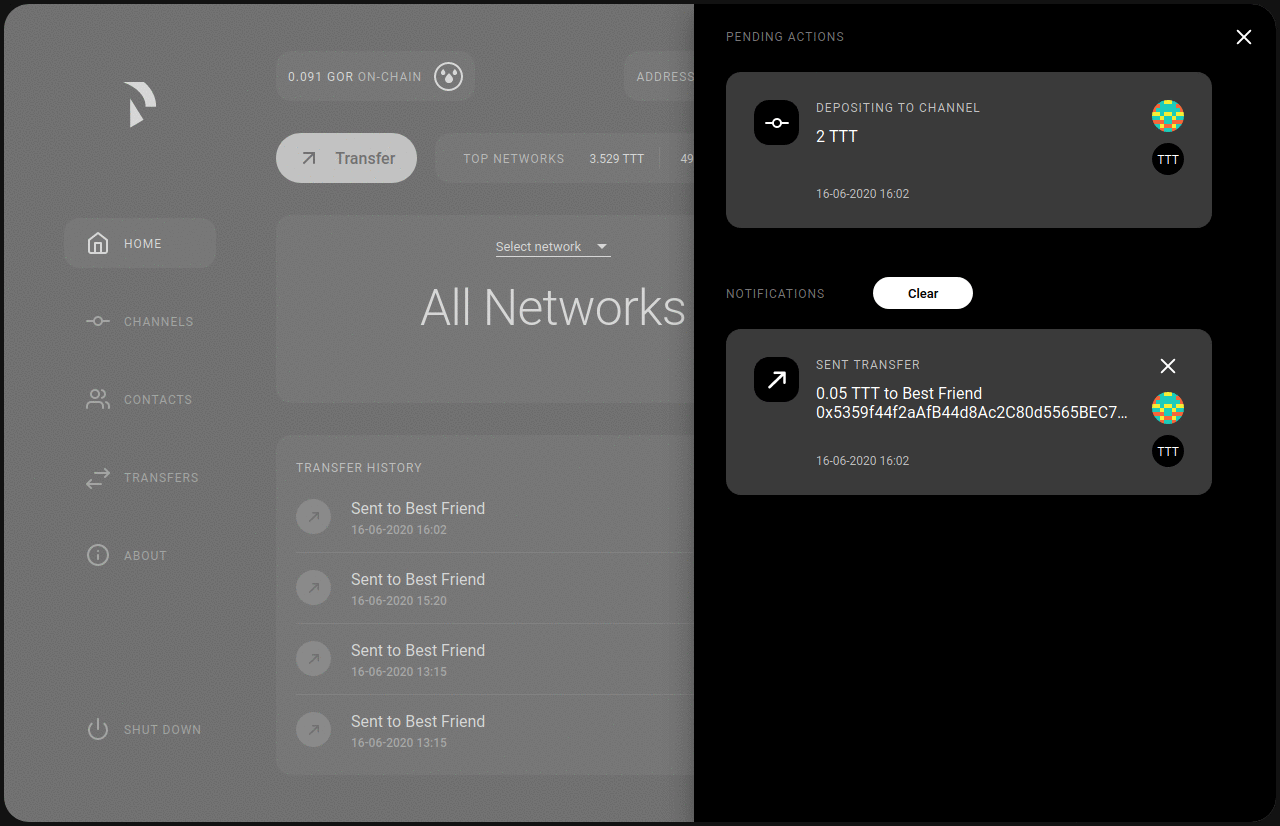 0.091 GOR ON-CHAIN
ADDRESS
Transfer
TOP NETWORKS 3.529 TTT 49
HOME
CHANNELS
CONTACTS
TRANSFERS
ABOUT
SHUT DOWN
Select network
All Networks
TRANSFER HISTORY
Sent to Best Friend
16-06-2020 16:02
Sent to Best Friend
16-06-2020 15:20
Sent to Best Friend
16-06-2020 13:15
Sent to Best Friend
16-06-2020 13:15
PENDING ACTIONS
DEPOSITING TO CHANNEL
2 TTT
TTT
16-06-2020 16:02
NOTIFICATIONS
Clear
SENT TRANSFER
0.05 TTT to Best Friend
0x5359f44f2aAfB44d8Ac2C80d5565BEC7...
TTT
16-06-2020 16:02